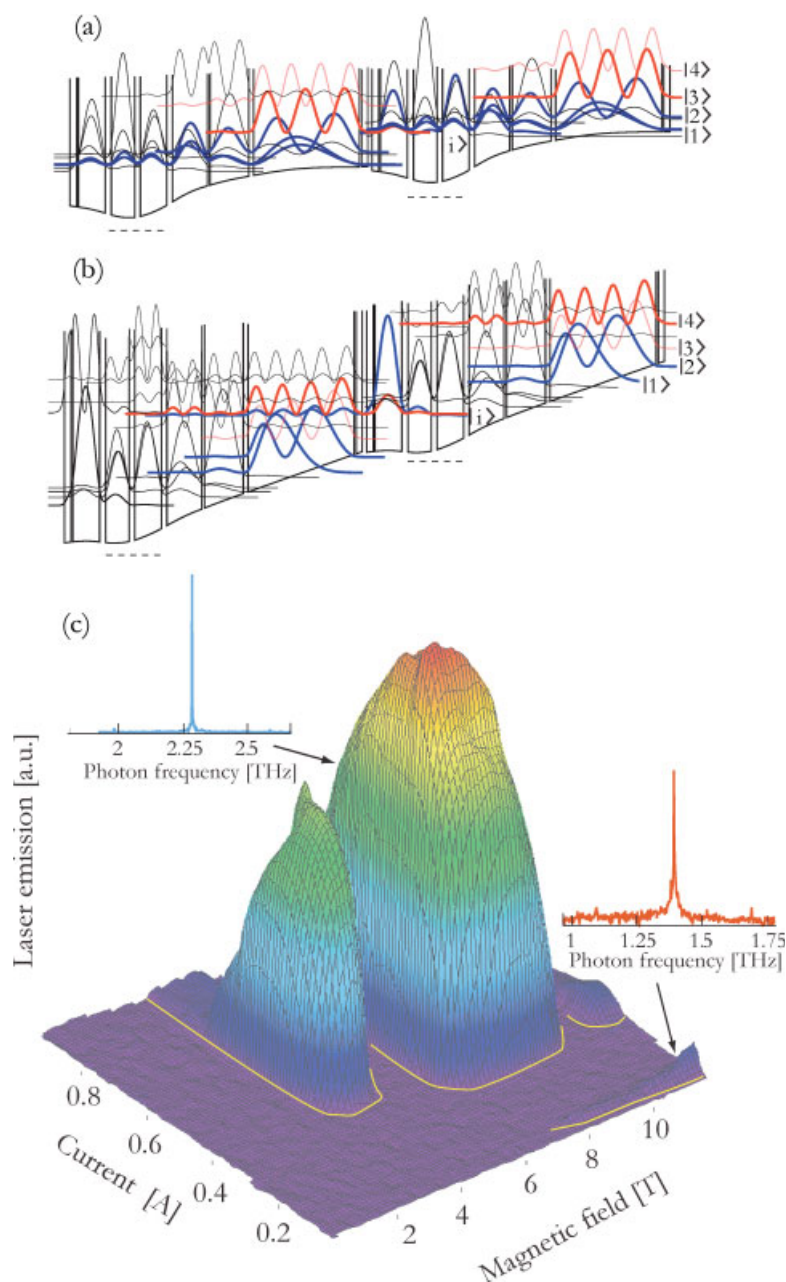 (a)
|4>
|3>
|2>
|1>
i>
(b)
|4>
|3>
|2>
|1>
|i>
(c)
2 2.25 2.5
Photon frequency [THz]
1 1.25 1.5 1.75
Photon frequency [THz]
Laser emission [a.u.]
0.8 0.6 0.4 0.2
Current [A]
2 4 6 8 10
Magnetic field [T]